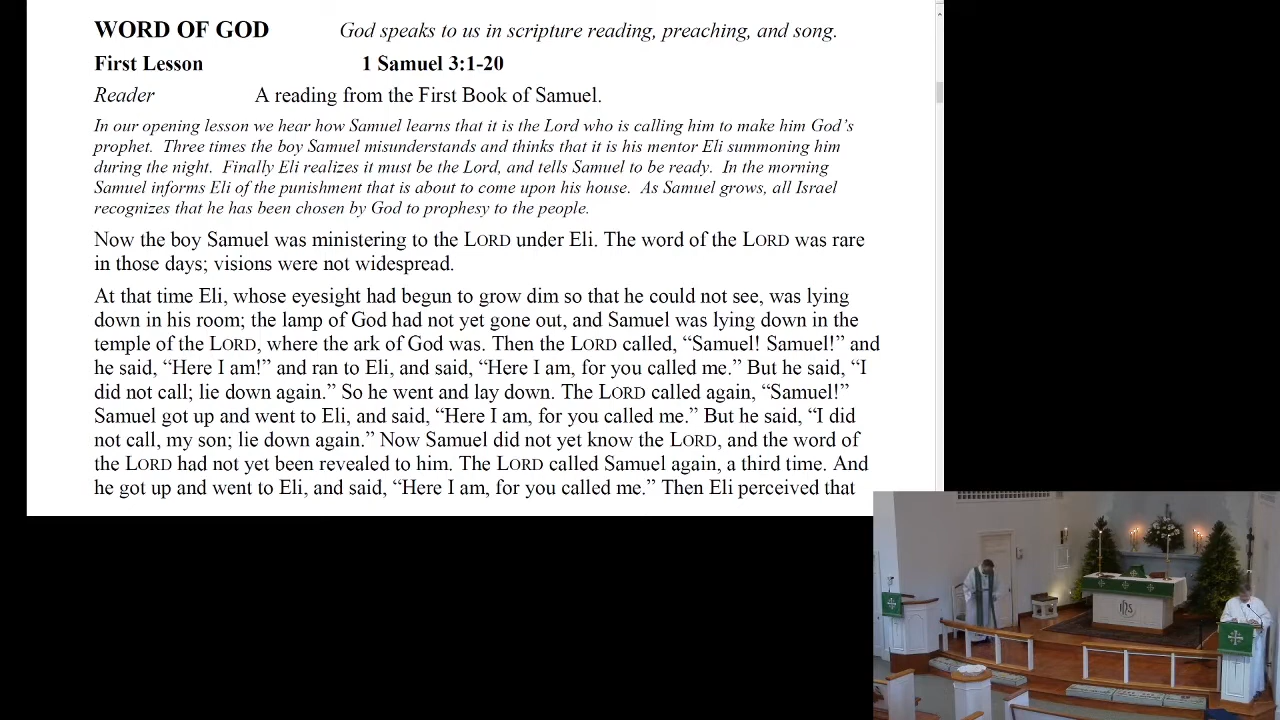 WORD OF GOD God speaks to us in scripture reading, preaching, and song.
First Lesson 1 Samuel 3:1-20
Reader A reading from the First Book of Samuel.
In our opening lesson we hear how Samuel learns that it is the Lord who is calling him to make him God’s
prophet. Three times the boy Samuel misunderstands and thinks that it is his mentor Eli summoning him
during the night. Finally Eli realizes it must be the Lord, and tells Samuel to be ready. In the morning
Samuel informs Eli of the punishment that is about to come upon his house. As Samuel grows, all Israel
recognizes that he has been chosen by God to prophesy to the people.
Now the boy Samuel was ministering to the LORD under Eli. The word of the LORD was rare
in those days; visions were not widespread.
At that time Eli, whose eyesight had begun to grow dim so that he could not see, was lying
down in his room; the lamp of God had not yet gone out, and Samuel was lying down in the
temple of the LORD, where the ark of God was. Then the LORD called, “Samuel! Samuel!” and
he said, “Here I am!” and ran to Eli, and said, “Here I am, for you called me.” But he said, “I
did not call; lie down again.” So he went and lay down. The LORD called again, “Samuel!”
Samuel got up and went to Eli, and said, “Here I am, for you called me.” But he said, “I did
not call, my son; lie down again.” Now Samuel did not yet know the LORD, and the word of
the LORD had not yet been revealed to him. The LORD called Samuel again, a third time. And
he got up and went to Eli, and said, “Here I am, for you called me.” Then Eli perceived that
IHS